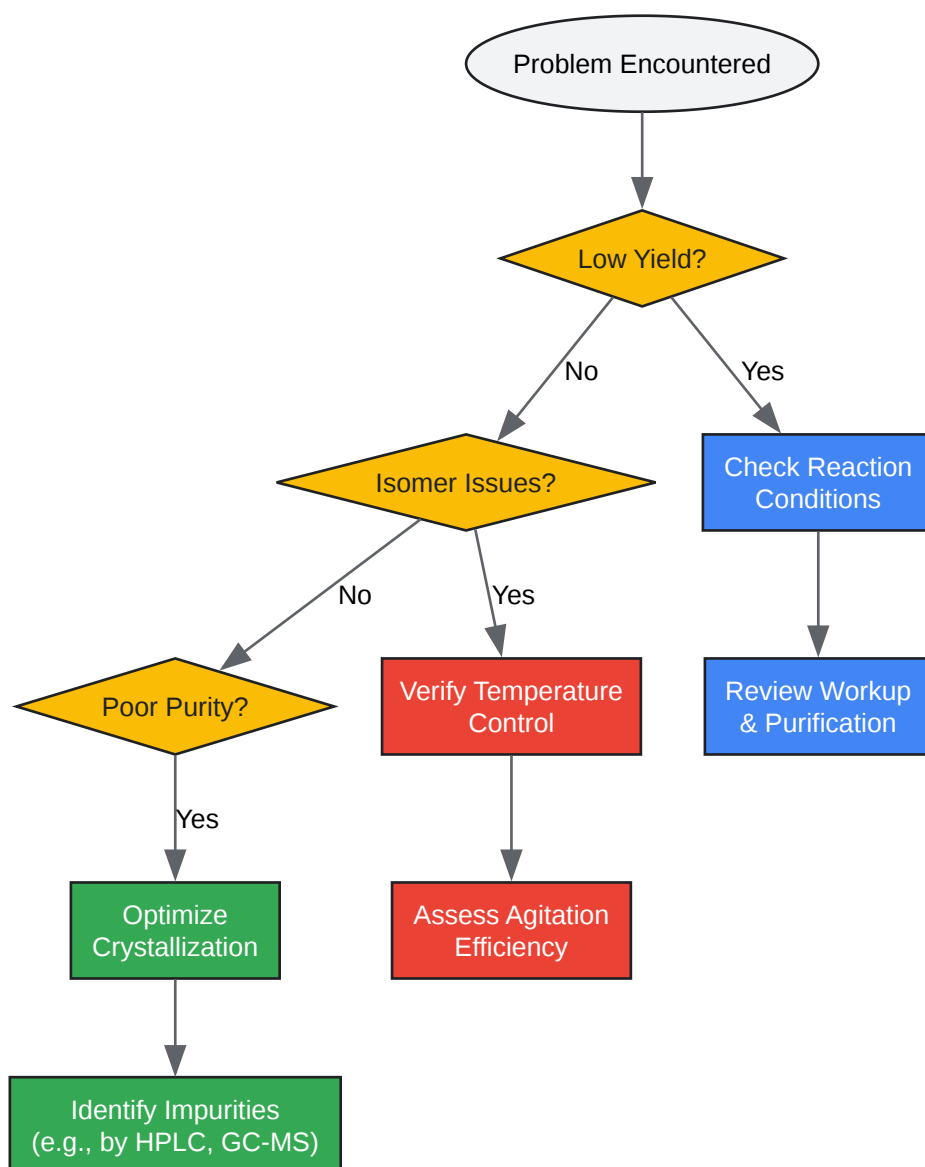 Problem Encountered
Low Yield?
No
Yes
Isomer Issues?
Check Reaction
Conditions
No
Yes
Poor Purity?
Verify Temperature
Control
Review Workup
& Purification
Yes
Optimize
Crystallization
Assess Agitation
Efficiency
Identify Impurities
(e.g., by HPLC, GC-MS)